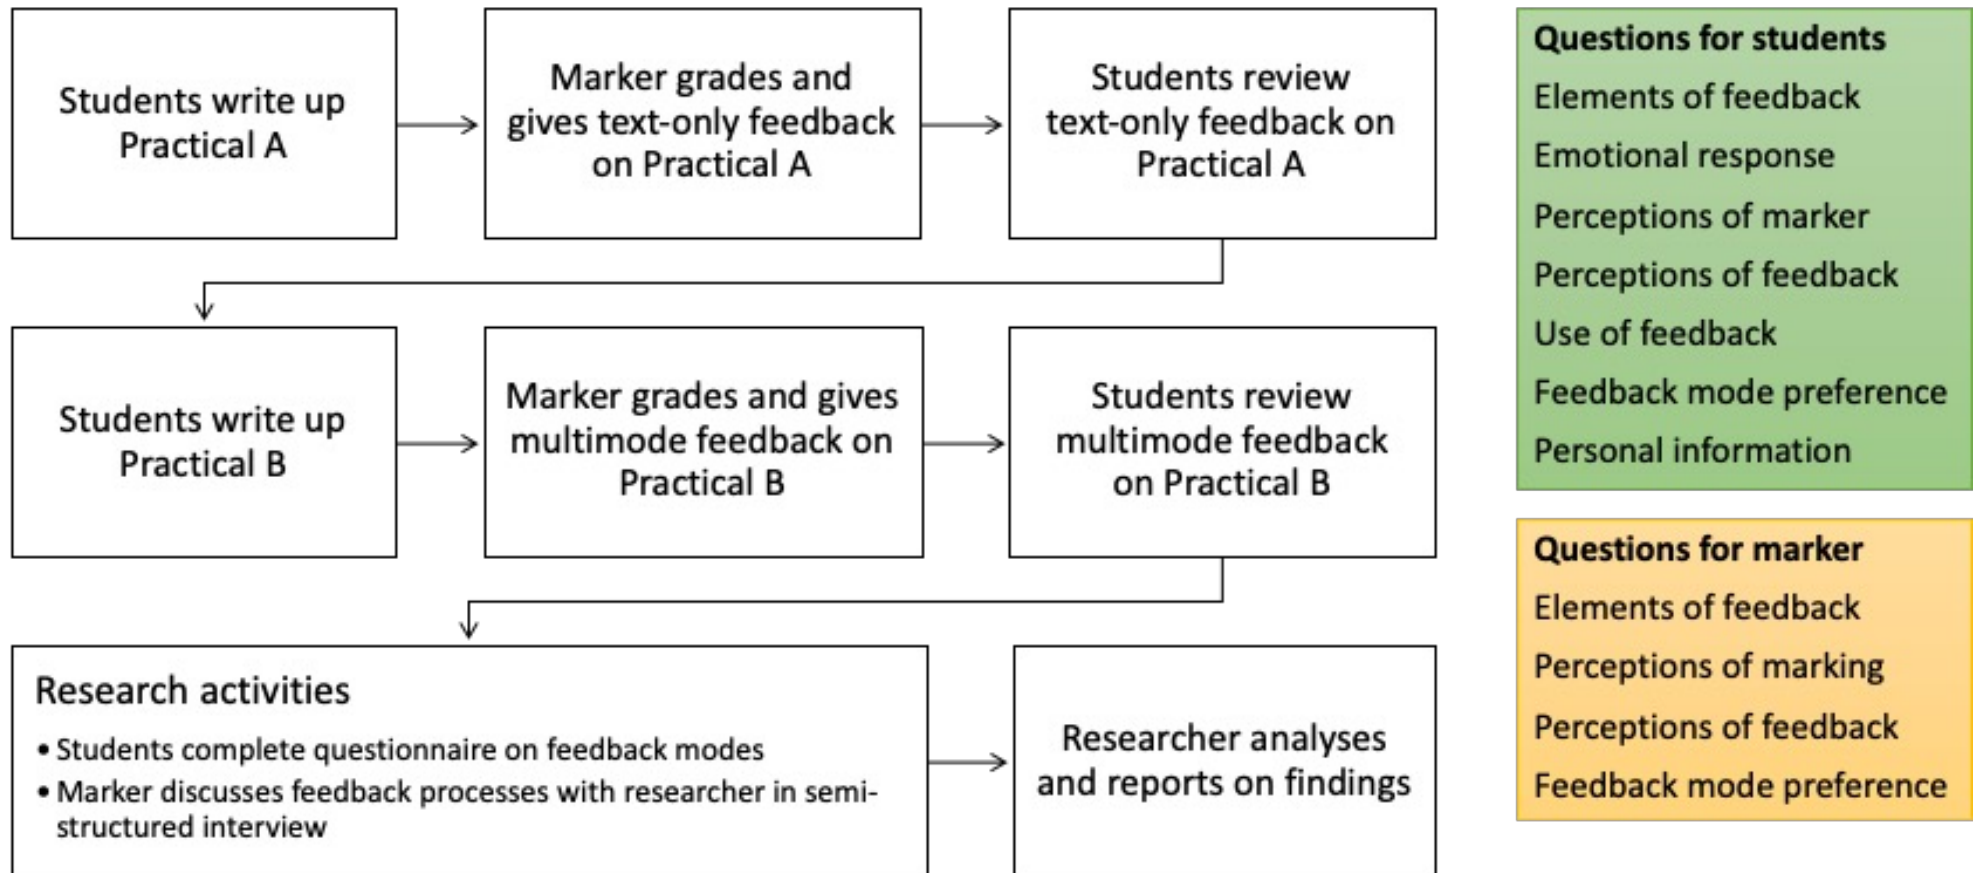 Students write up
Practical A
Marker grades and
gives text-only feedback
on Practical A
Students review
text-only feedback on
Practical A
Students write up
Practical B
Marker grades and gives
multimode feedback on
Practical B
Students review
multimode feedback
on Practical B
Research activities
• Students complete questionnaire on feedback modes
• Marker discusses feedback processes with researcher in semi-
structured interview
Researcher analyses
and reports on findings
Questions for students
Elements of feedback
Emotional response
Perceptions of marker
Perceptions of feedback
Use of feedback
Feedback mode preference
Personal information
Questions for marker
Elements of feedback
Perceptions of marking
Perceptions of feedback
Feedback mode preference